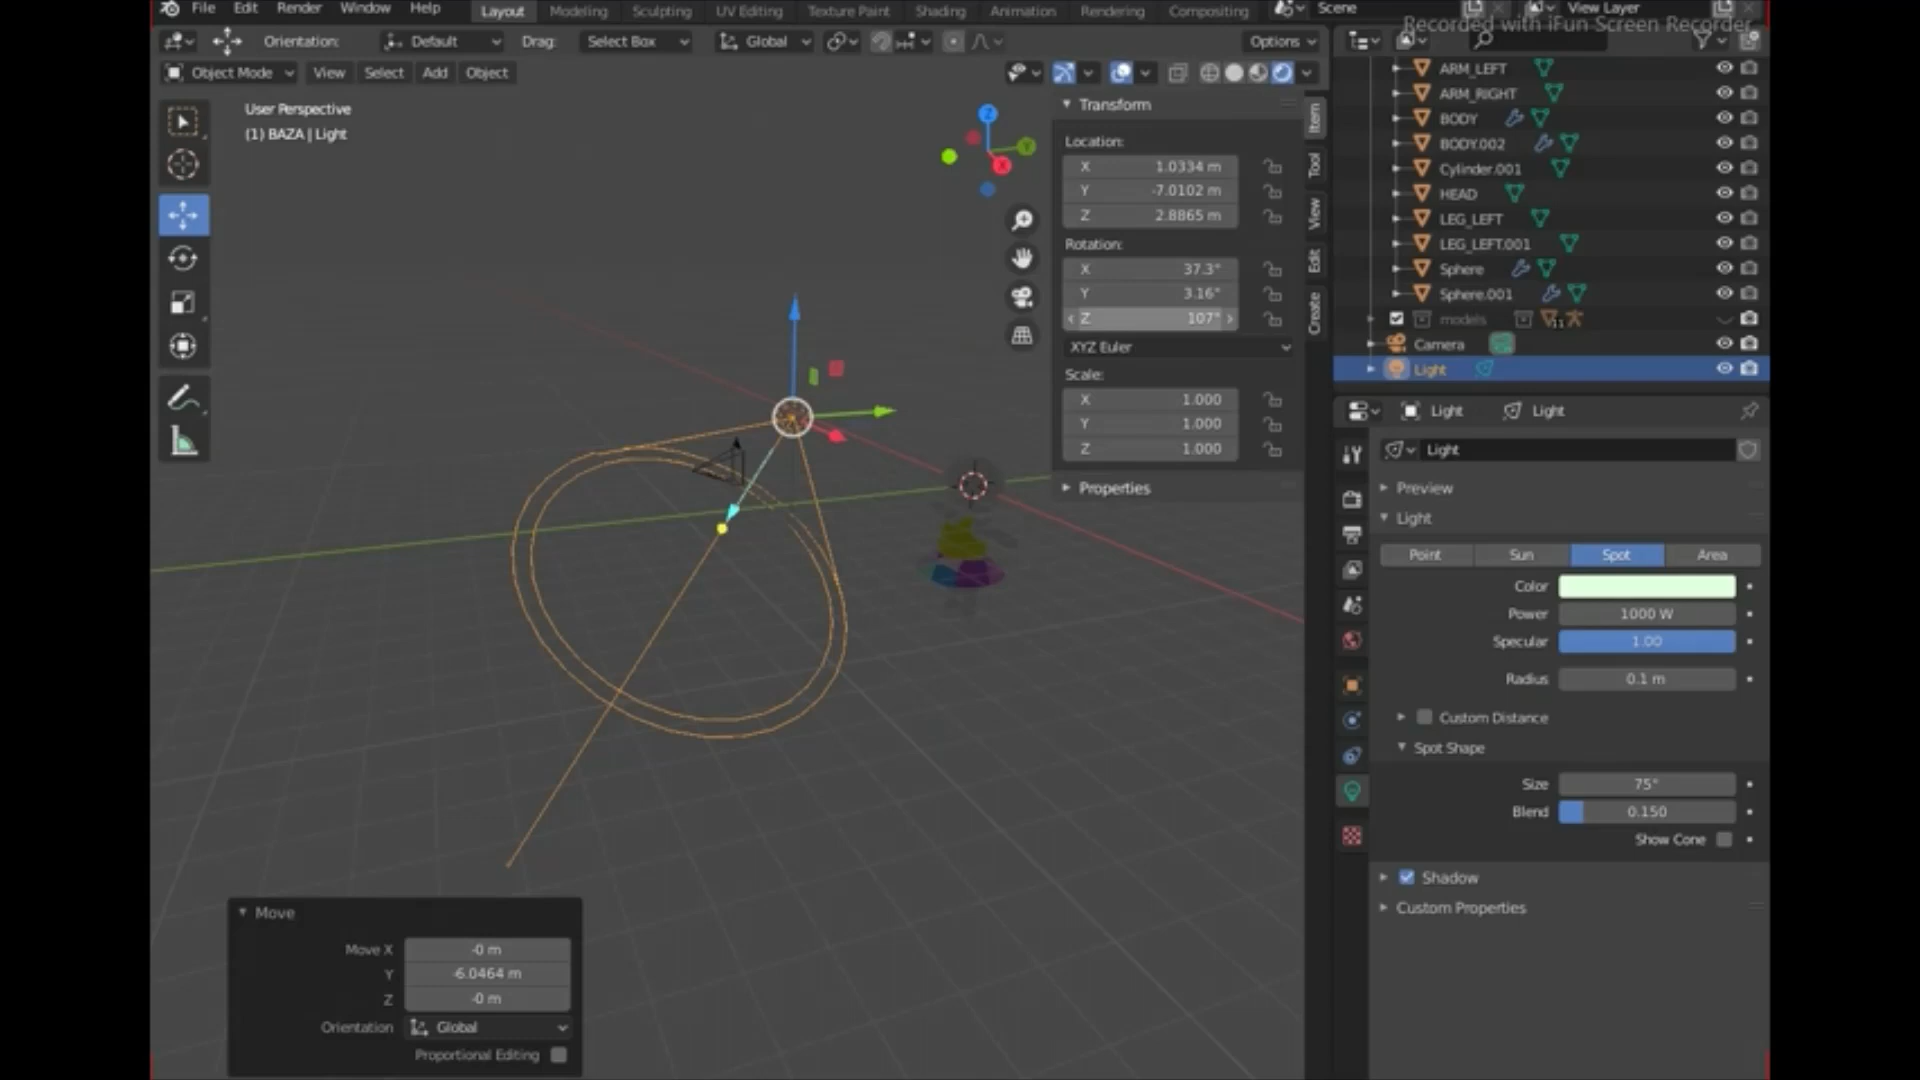 File Edit Render Window Help Layout Modeling Sculpting UV Editing Texture Paint Shading Animation Rendering Compositing Scene View Layer
Recorded with iFun Screen Recorder
Orientation: Default Drag: Select Box Global Options
Object Mode View Select Add Object
User Perspective
(1) BAZA | Light
Z
Y
X
Transform
Location:
X 1.0334 m
Y -7.0102 m
Z 2.8865 m
Rotation:
X 37.3°
Y 3.16°
Z 107°
XYZ Euler
Scale:
X 1.000
Y 1.000
Z 1.000
Properties
Item
Tool
View
Edit
Create
ARM_LEFT
ARM_RIGHT
BODY
BODY.002
Cylinder.001
HEAD
LEG_LEFT
LEG_LEFT.001
Sphere
Sphere.001
models 11
Camera
Light
Light Light
Light
Preview
Light
Point Sun Spot Area
Color
Power 1000 W
Specular 1.00
Radius 0.1 m
Custom Distance
Spot Shape
Size 75°
Blend 0.150
Show Cone
Shadow
Custom Properties
Move
Move X -0 m
Y -6.0464 m
Z -0 m
Orientation Global
Proportional Editing